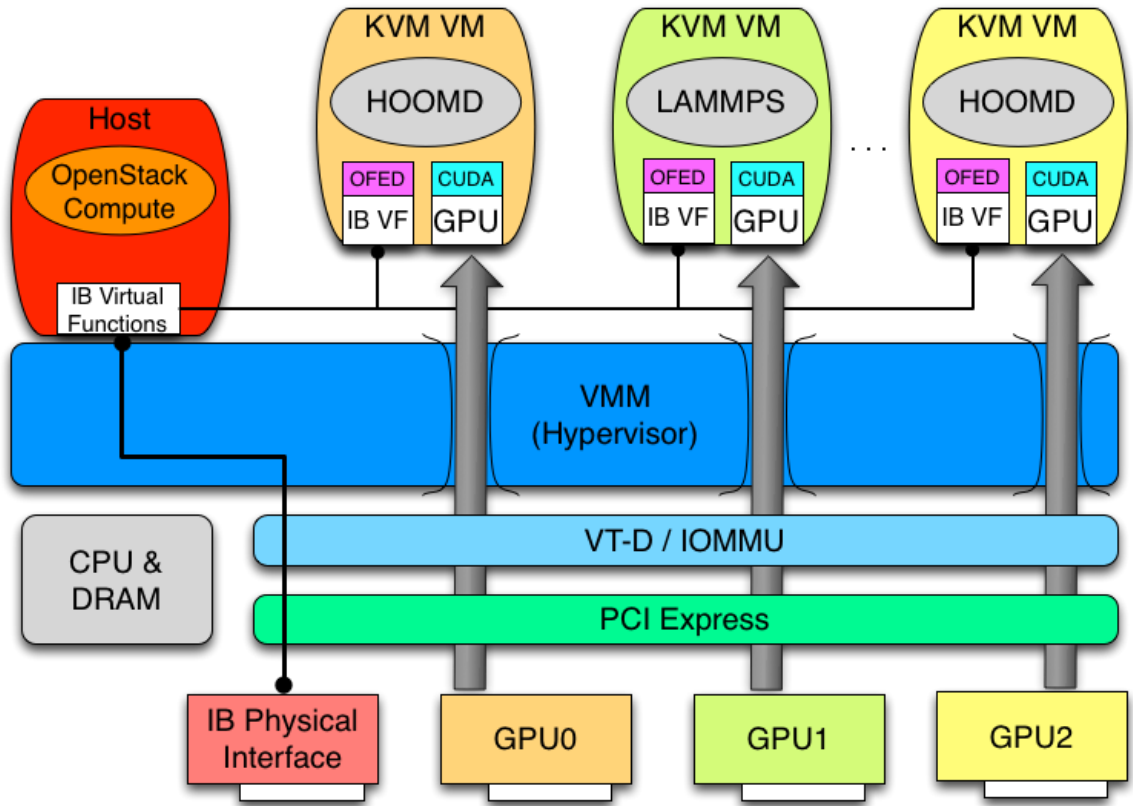 KVM VM
HOOMD
OFED
CUDA
IB VF
GPU
KVM VM
LAMMPS
OFED
CUDA
IB VF
GPU
. . .
KVM VM
HOOMD
OFED
CUDA
IB VF
GPU
Host
OpenStack
Compute
IB Virtual
Functions
VMM
(Hypervisor)
CPU &
DRAM
VT-D / IOMMU
PCI Express
IB Physical
Interface
GPU0
GPU1
GPU2